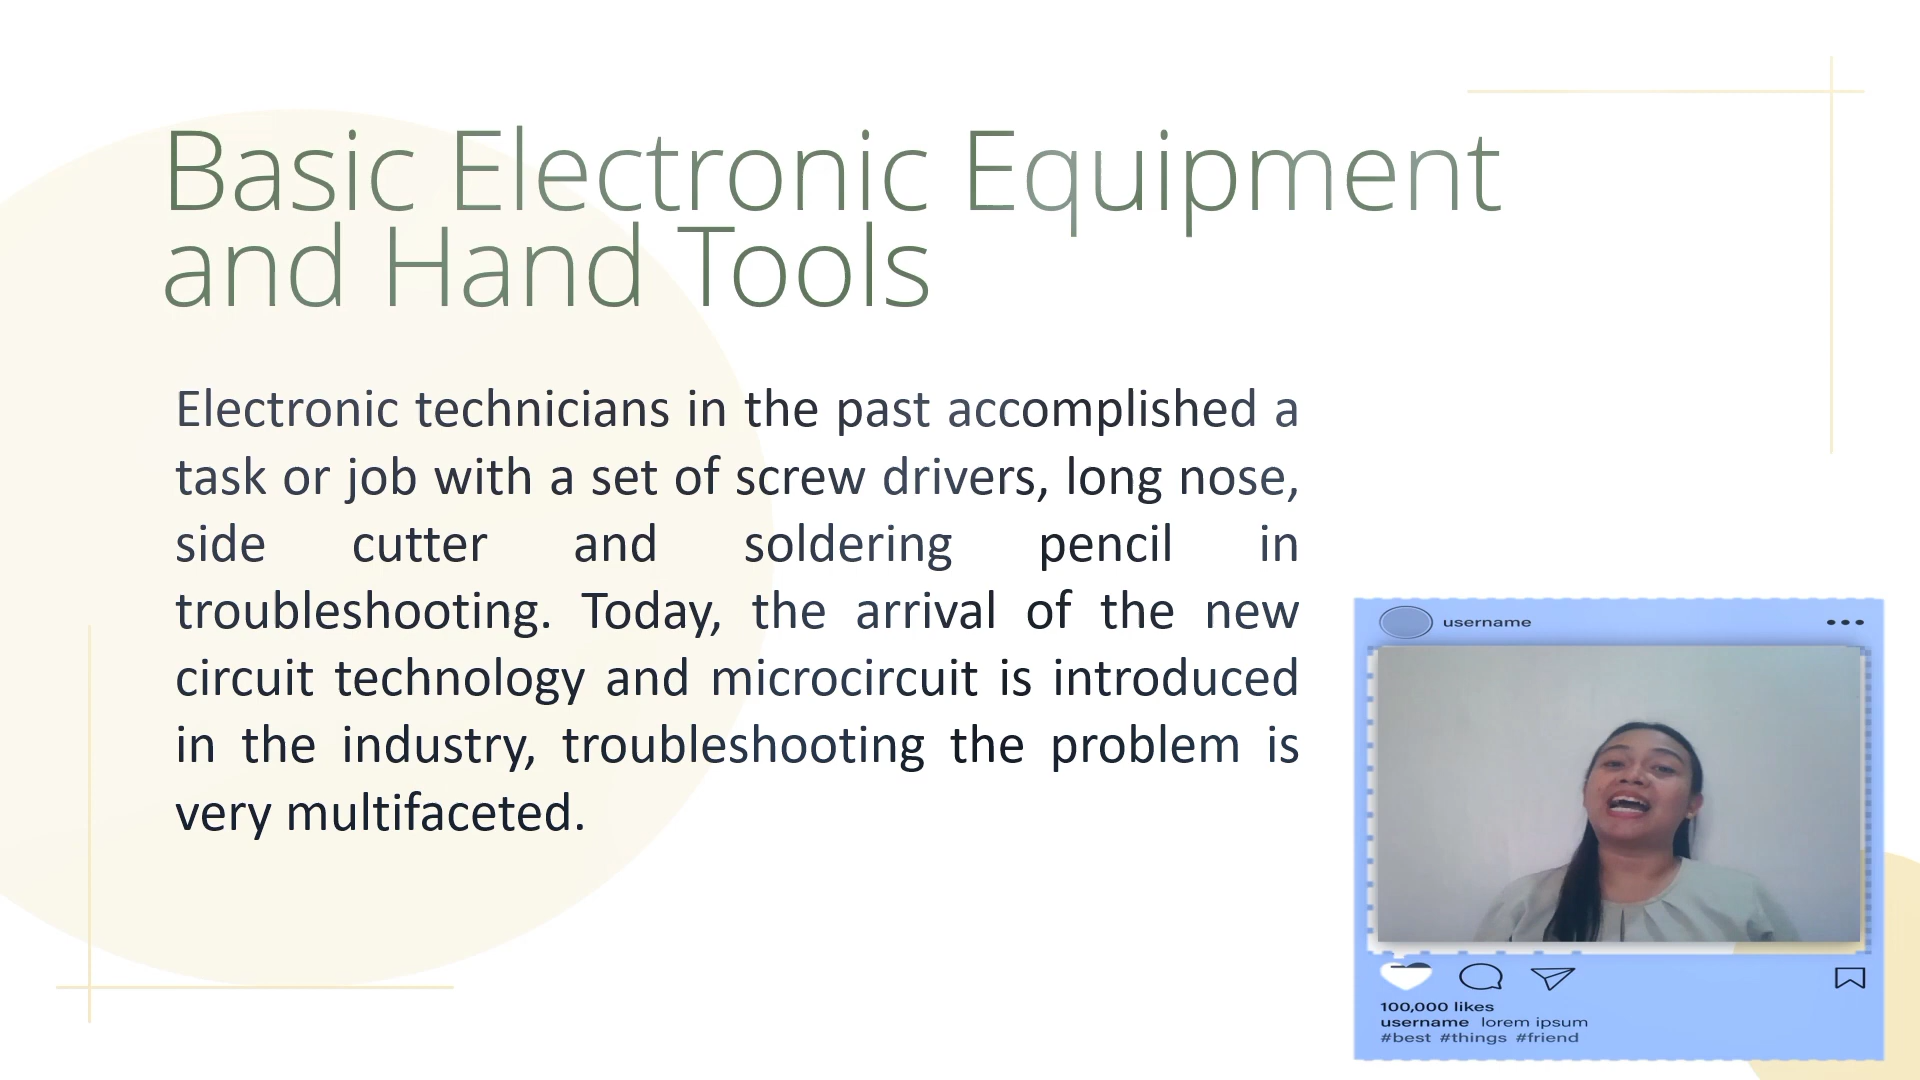 Basic Electronic Equipment
and Hand Tools
Electronic technicians in the past accomplished a
task or job with a set of screw drivers, long nose,
side cutter and soldering pencil in
troubleshooting. Today, the arrival of the new
circuit technology and microcircuit is introduced
in the industry, troubleshooting the problem is
very multifaceted.
username
100,000 likes
username lorem ipsum
#best #things #friend